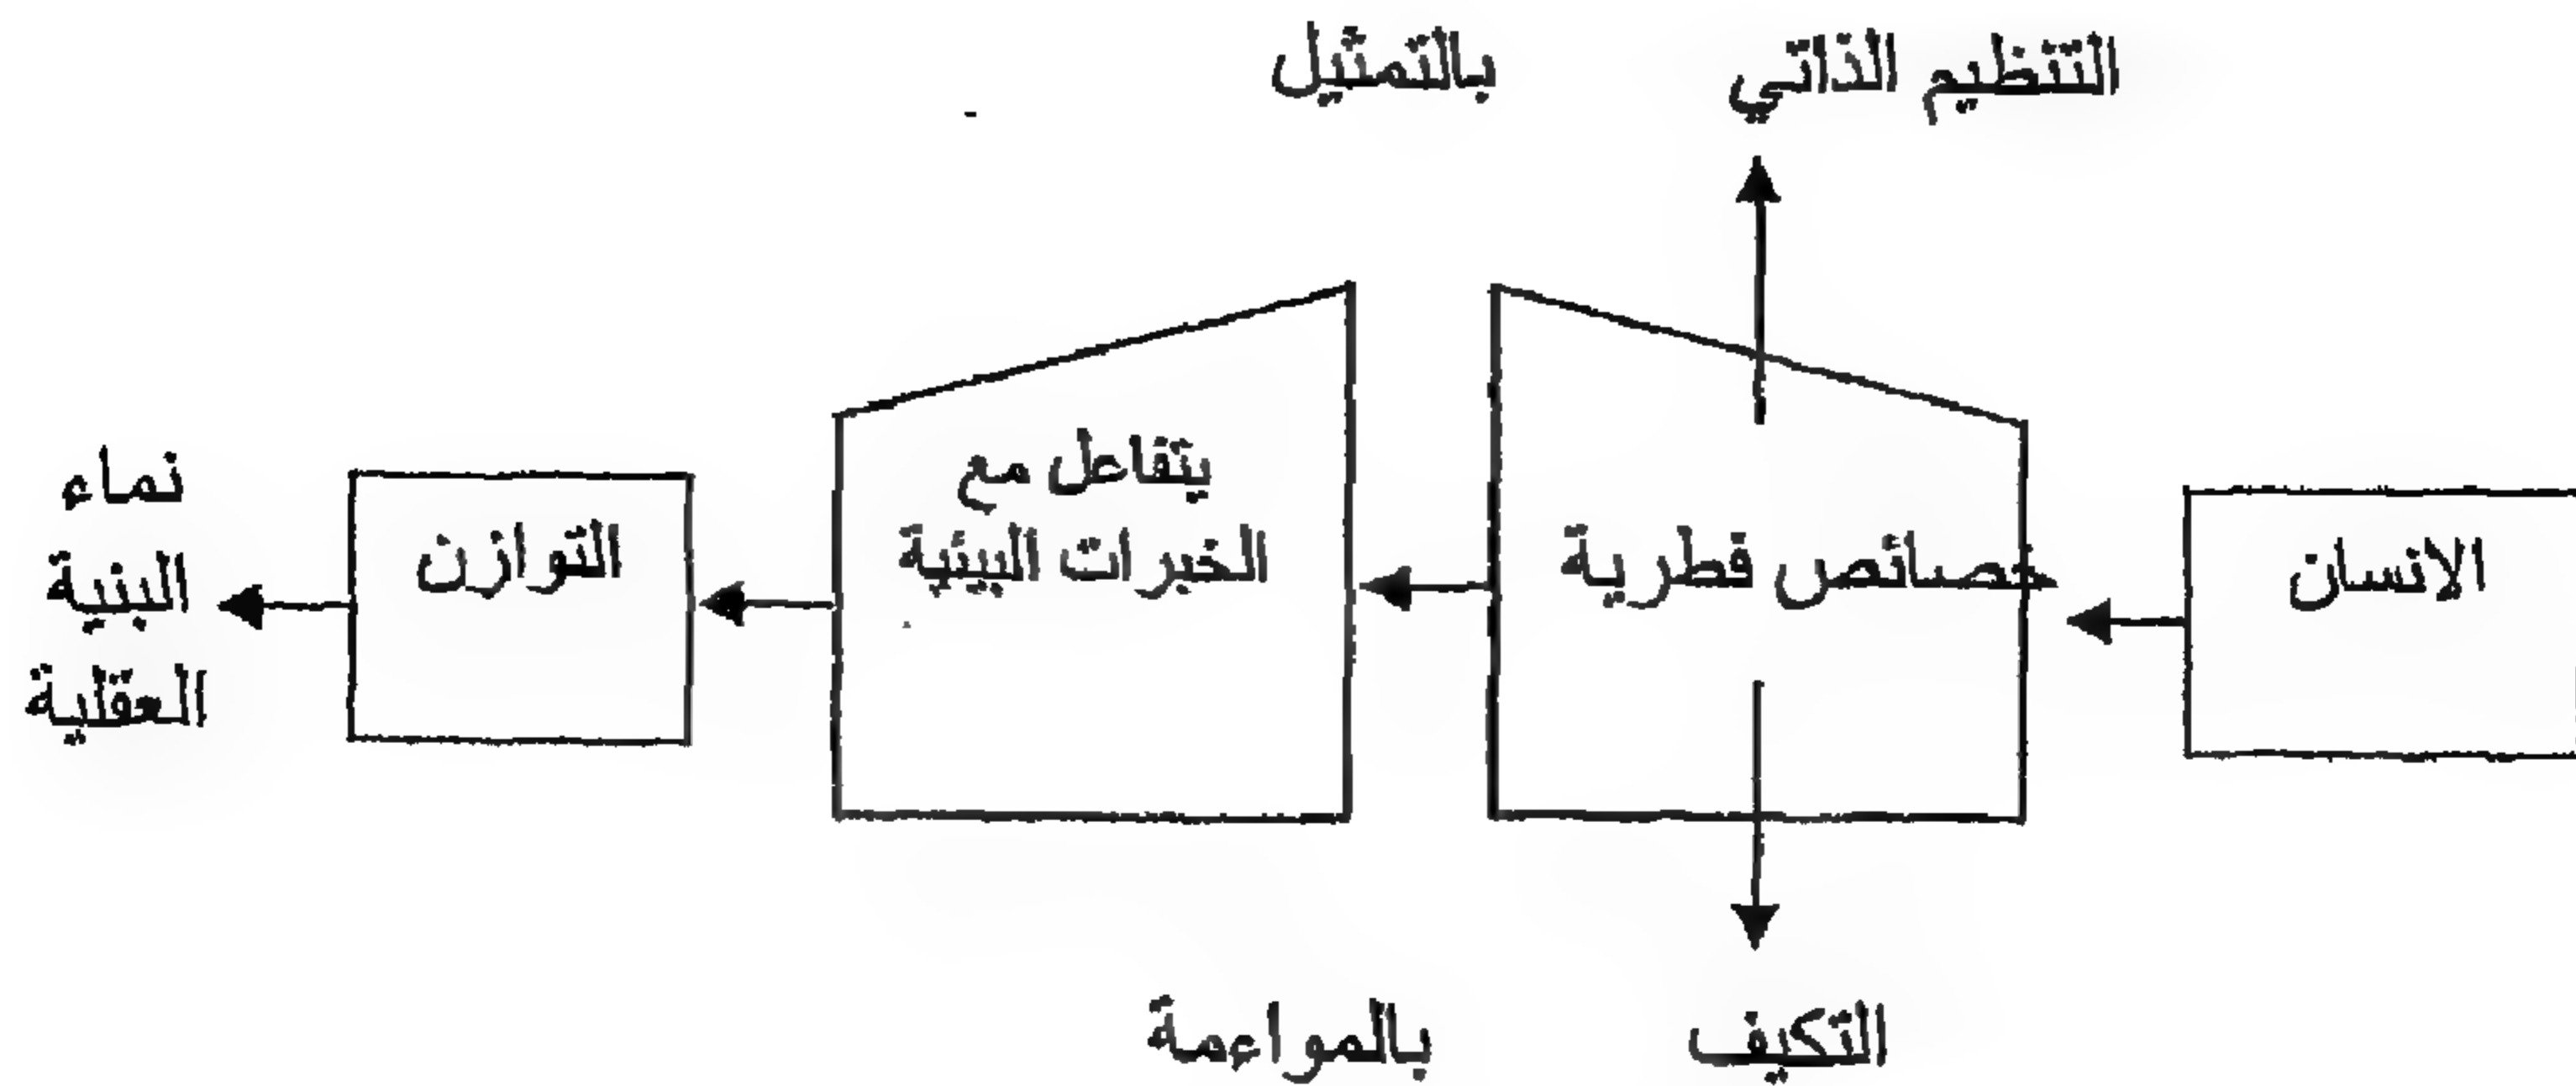 التنظيم الذاتي
بالتمثيل
الانسان
خصائص فطرية
يتفاعل مع
الخبرات البيئية
التوازن
نماء
البنية
العقلية
التكيف
بالمواءمة